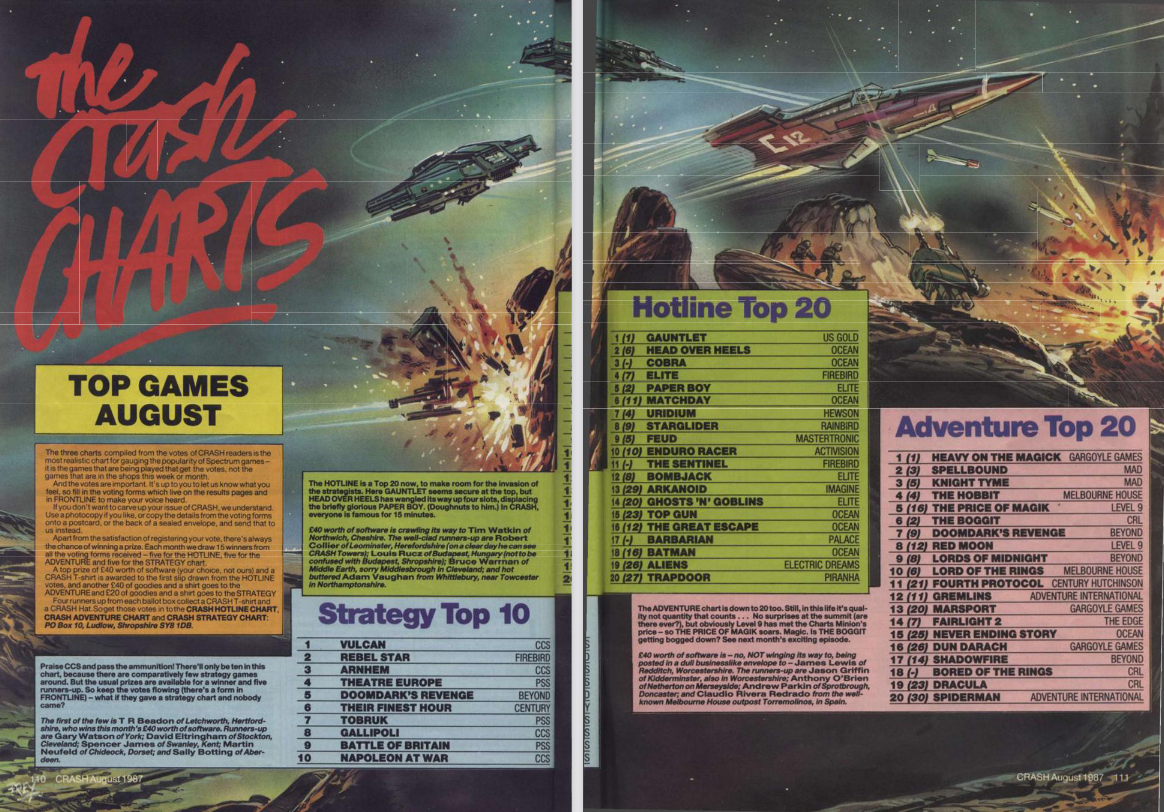 the
Crash
CHARTS
TOP GAMES
AUGUST
The three charts compiled from the votes of CRASH readers is the
most realistic chart for gauging the popularity of Spectrum games –
it is the games that are being played that get the votes, not the
games that are in the shops this week or month.
And the votes are important. It's up to you to let us know what you
feel, so fill in the voting forms which live on the results pages and
in FRONTLINE to make your voice heard.
If you don't want to carve up your issue of CRASH, we understand.
Use a photocopy if you like, or copy the details from the voting forms
onto a postcard, or the back of a sealed envelope, and send that to
us instead.
Apart from the satisfaction of registering your vote, there's always
the chance of winning a prize. Each month we draw 15 winners from
all the voting forms received – five for the HOTLINE, five for the
ADVENTURE and five for the STRATEGY chart.
A top prize of £40 worth of software (your choice, not ours) and a
CRASH T-shirt is awarded to the first slip drawn from the HOTLINE
votes, and another £40 of goodies and a shirt goes to the
ADVENTURE and £20 of goodies and a shirt goes to the STRATEGY
Four runners up from each ballot box collect a CRASH T-shirt and
a CRASH Hat. So get those votes in to the CRASH HOTLINE CHART,
CRASH ADVENTURE CHART and CRASH STRATEGY CHART:
PO Box 10, Ludlow, Shropshire SY8 1DB.
Praise CCS and pass the ammunition! There'll only be ten in this
chart, because there are comparatively few strategy games
around. But the usual prizes are available for a winner and five
runners-up. So keep the votes flowing (there's a form in
FRONTLINE) – what if they gave a strategy chart and nobody
came?
The first of the few is T R Beadon of Letchworth, Hertford-
shire, who wins this month's £40 worth of software. Runners-up
are Gary Watson of York; David Eltringham of Stockton,
Cleveland; Spencer James of Swanley, Kent; Martin
Neufeld of Chideock, Dorset; and Sally Botting of Aber-
deen.
110 CRASH August 1987
FREY
The HOTLINE is a Top 20 now, to make room for the invasion of
the strategists. Here GAUNTLET seems secure at the top, but
HEAD OVER HEELS has wangled its way up four slots, displacing
the briefly glorious PAPER BOY. (Doughnuts to him.) In CRASH,
everyone is famous for 15 minutes.
£40 worth of software is crawling its way to Tim Watkin of
Northwich, Cheshire. The well-clad runners-up are Robert
Collier of Leominster, Herefordshire (on a clear day he can see
CRASH Towers); Louis Rucz of Budapest, Hungary (not to be
confused with Budapest, Shropshire); Bruce Warnan of
Middle Earth, sorry Middlesbrough in Cleveland; and hot
buttered Adam Vaughan from Whittlebury, near Towcester
in Northamptonshire.
Strategy Top 10
1 VULCAN CCS
2 REBEL STAR FIREBIRD
3 ARNHEM CCS
4 THEATRE EUROPE PSS
5 DOOMDARK'S REVENGE BEYOND
6 THEIR FINEST HOUR CENTURY
7 TOBRUK PSS
8 GALLIPOLI CCS
9 BATTLE OF BRITAIN PSS
10 NAPOLEON AT WAR CCS
C 12
Hotline Top 20
1 (1) GAUNTLET US GOLD
2 (6) HEAD OVER HEELS OCEAN
3 (-) COBRA OCEAN
4 (7) ELITE FIREBIRD
5 (2) PAPER BOY ELITE
6 (11) MATCHDAY OCEAN
7 (4) URIDIUM HEWSON
8 (9) STARGLIDER RAINBIRD
9 (5) FEUD MASTERTRONIC
10 (10) ENDURO RACER ACTIVISION
11 (-) THE SENTINEL FIREBIRD
12 (8) BOMBJACK ELITE
13 (29) ARKANOID IMAGINE
14 (20) GHOSTS 'N' GOBLINS ELITE
15 (23) TOP GUN OCEAN
16 (12) THE GREAT ESCAPE OCEAN
17 (-) BARBARIAN PALACE
18 (16) BATMAN OCEAN
19 (26) ALIENS ELECTRIC DREAMS
20 (27) TRAPDOOR PIRANHA
The ADVENTURE chart is down to 20 too. Still, in this life it's qual-
ity not quantity that counts . . . No surprises at the summit (are
there ever?), but obviously Level 9 has met the Charts Minion's
price – so THE PRICE OF MAGIK soars. Magic. Is THE BOGGIT
getting bogged down? See next month's exciting episode.
£40 worth of software – no, NOT winging its way to, being
posted in a dull businesslike envelope to – James Lewis of
Redditch, Worcestershire. The runners-up are Jason Griffin
of Kidderminster, also in Worcestershire; Anthony O'Brien
of Netherton on Merseyside; Andrew Parkin of Sprotbrough,
Doncaster; and Claudio Rivera Redrado from the well-
known Melbourne House outpost Torremolinos, in Spain.
Adventure Top 20
1 (1) HEAVY ON THE MAGICK GARGOYLE GAMES
2 (3) SPELLBOUND MAD
3 (5) KNIGHT TYME MAD
4 (4) THE HOBBIT MELBOURNE HOUSE
5 (16) THE PRICE OF MAGIK LEVEL 9
6 (2) THE BOGGIT CRL
7 (9) DOOMDARK'S REVENGE BEYOND
8 (12) RED MOON LEVEL 9
9 (8) LORDS OF MIDNIGHT BEYOND
10 (6) LORD OF THE RINGS MELBOURNE HOUSE
11 (21) FOURTH PROTOCOL CENTURY HUTCHINSON
12 (11) GREMLINS ADVENTURE INTERNATIONAL
13 (20) MARSPORT GARGOYLE GAMES
14 (7) FAIRLIGHT 2 THE EDGE
15 (25) NEVER ENDING STORY OCEAN
16 (26) DUN DARACH GARGOYLE GAMES
17 (14) SHADOWFIRE BEYOND
18 (-) BORED OF THE RINGS CRL
19 (23) DRACULA CRL
20 (30) SPIDERMAN ADVENTURE INTERNATIONAL
CRASH August 1987 111